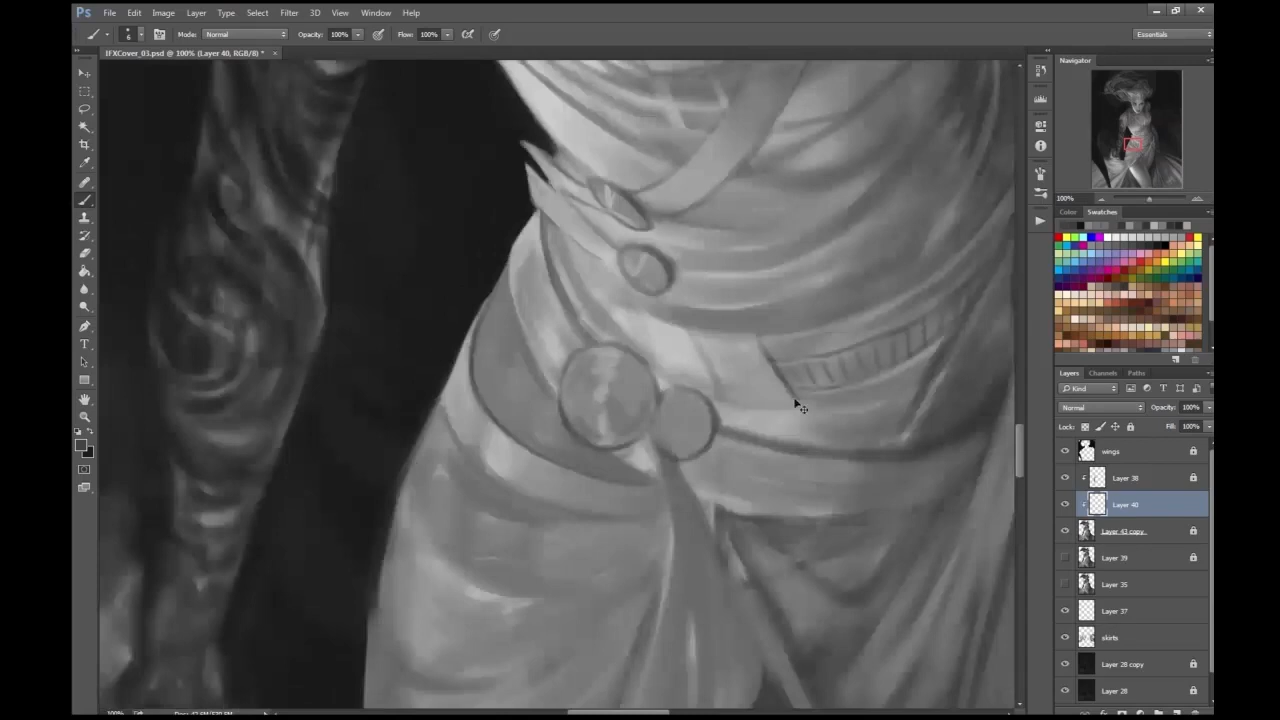 Ps File Edit Image Layer Type Select Filter 3D View Window Help
6 Mode: Normal Opacity: 100% Flow: 100% Essentials
IFXCover_03.psd @ 100% (Layer 40, RGB/8) * ×
Navigator
100%
Color Swatches
Layers Channels Paths
Kind
Normal Opacity: 100%
Lock: Fill: 100%
wings
Layer 38
Layer 40
Layer 43 copy
Layer 39
Layer 35
Layer 37
skirts
Layer 28 copy
Layer 28
100%